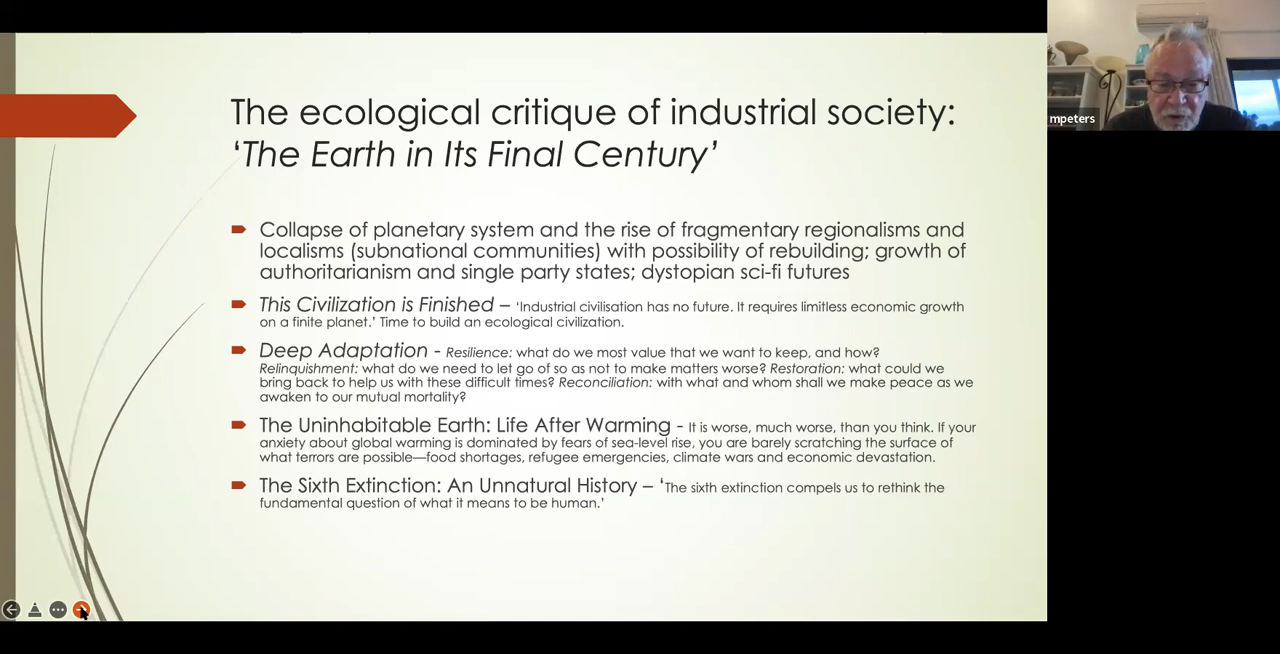 The ecological critique of industrial society:
‘The Earth in Its Final Century’
mpeters
Collapse of planetary system and the rise of fragmentary regionalisms and
localisms (subnational communities) with possibility of rebuilding; growth of
authoritarianism and single party states; dystopian sci-fi futures
This Civilization is Finished – ‘Industrial civilisation has no future. It requires limitless economic growth
on a finite planet.’ Time to build an ecological civilization.
Deep Adaptation - Resilience: what do we most value that we want to keep, and how?
Relinquishment: what do we need to let go of so as not to make matters worse? Restoration: what could we
bring back to help us with these difficult times? Reconciliation: with what and whom shall we make peace as we
awaken to our mutual mortality?
The Uninhabitable Earth: Life After Warming - It is worse, much worse, than you think. If your
anxiety about global warming is dominated by fears of sea-level rise, you are barely scratching the surface of
what terrors are possible—food shortages, refugee emergencies, climate wars and economic devastation.
The Sixth Extinction: An Unnatural History – ‘The sixth extinction compels us to rethink the
fundamental question of what it means to be human.’